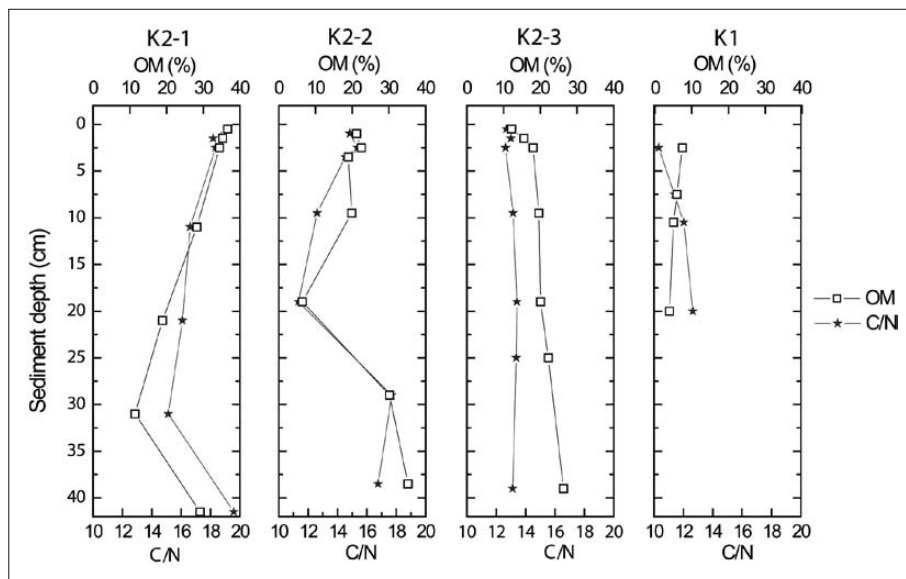 K2-1 K2-2 K2-3 K1
OM (%) OM (%) OM (%) OM (%)
0 10 20 30 40 0 10 20 30 40 0 10 20 30 40 0 10 20 30 40
0
5
10
15
20
25
30
35
40
Sediment depth (cm)
OM
C/N
10 12 14 16 18 20 10 12 14 16 18 20 10 12 14 16 18 20 10 12 14 16 18 20
C/N C/N C/N C/N